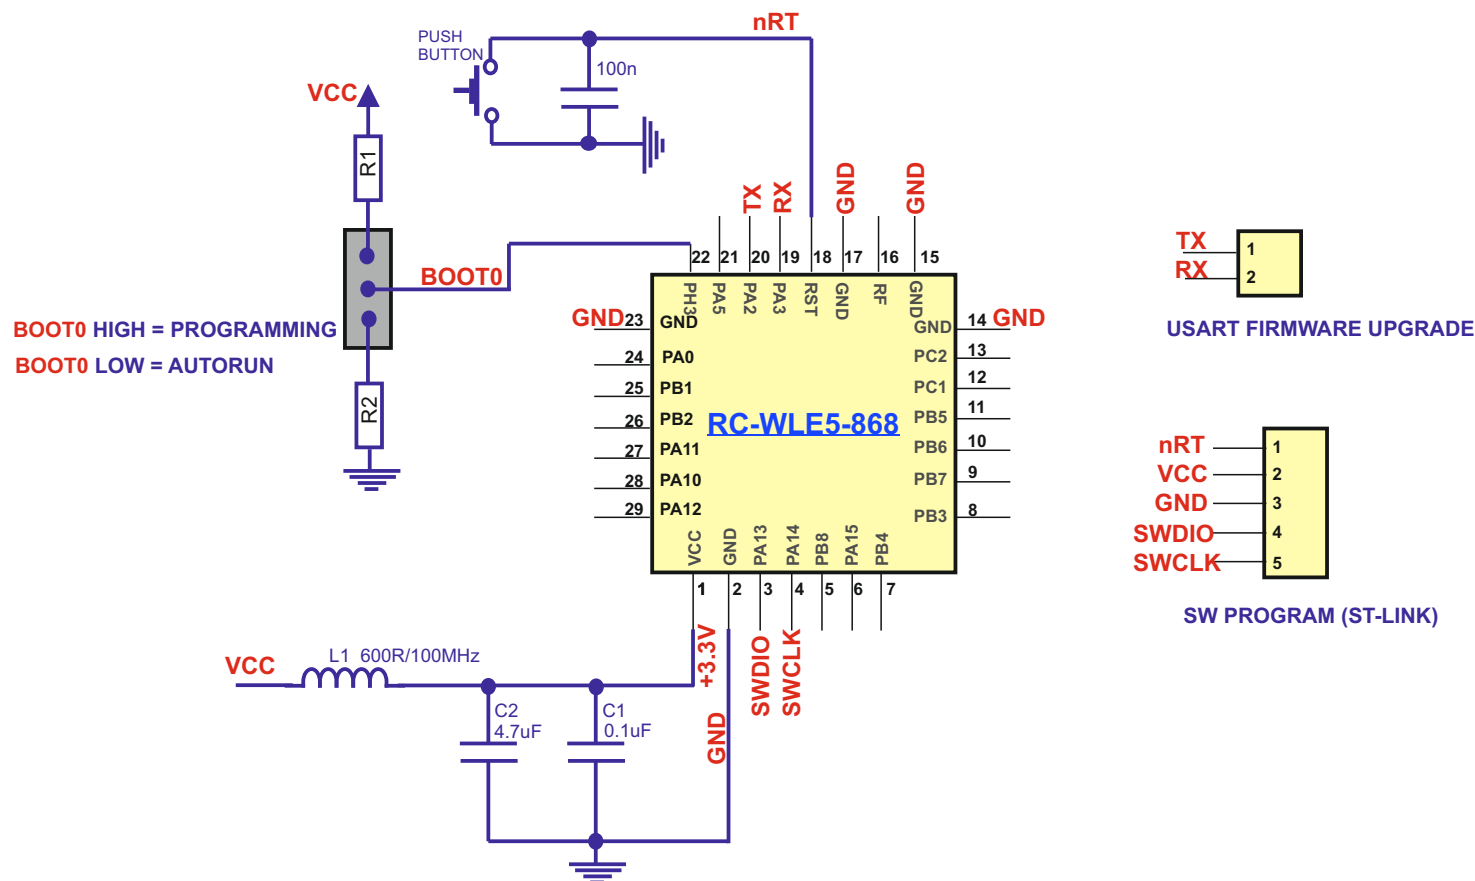 nRT
PUSH
BUTTON
100n
VCC
R1
BOOT0
BOOT0 HIGH = PROGRAMMING
BOOT0 LOW = AUTORUN
R2
TX
RX
GND
GND
22
21
20
19
18
17
16
15
PH3
PA5
PA2
PA3
RST
GND
RF
GND
GND 23 GND
24 PA0
25 PB1
26 PB2
27 PA11
28 PA10
29 PA12
RC-WLE5-868
GND 14 GND
PC2 13
PC1 12
PB5 11
PB6 10
PB7 9
PB3 8
VCC
GND
PA13
PA14
PB8
PA15
PB4
1
2
3
4
5
6
7
+3.3V
GND
SWDIO
SWCLK
VCC
L1 600R/100MHz
C2
4.7uF
C1
0.1uF
TX 1
RX 2
USART FIRMWARE UPGRADE
nRT 1
VCC 2
GND 3
SWDIO 4
SWCLK 5
SW PROGRAM (ST-LINK)